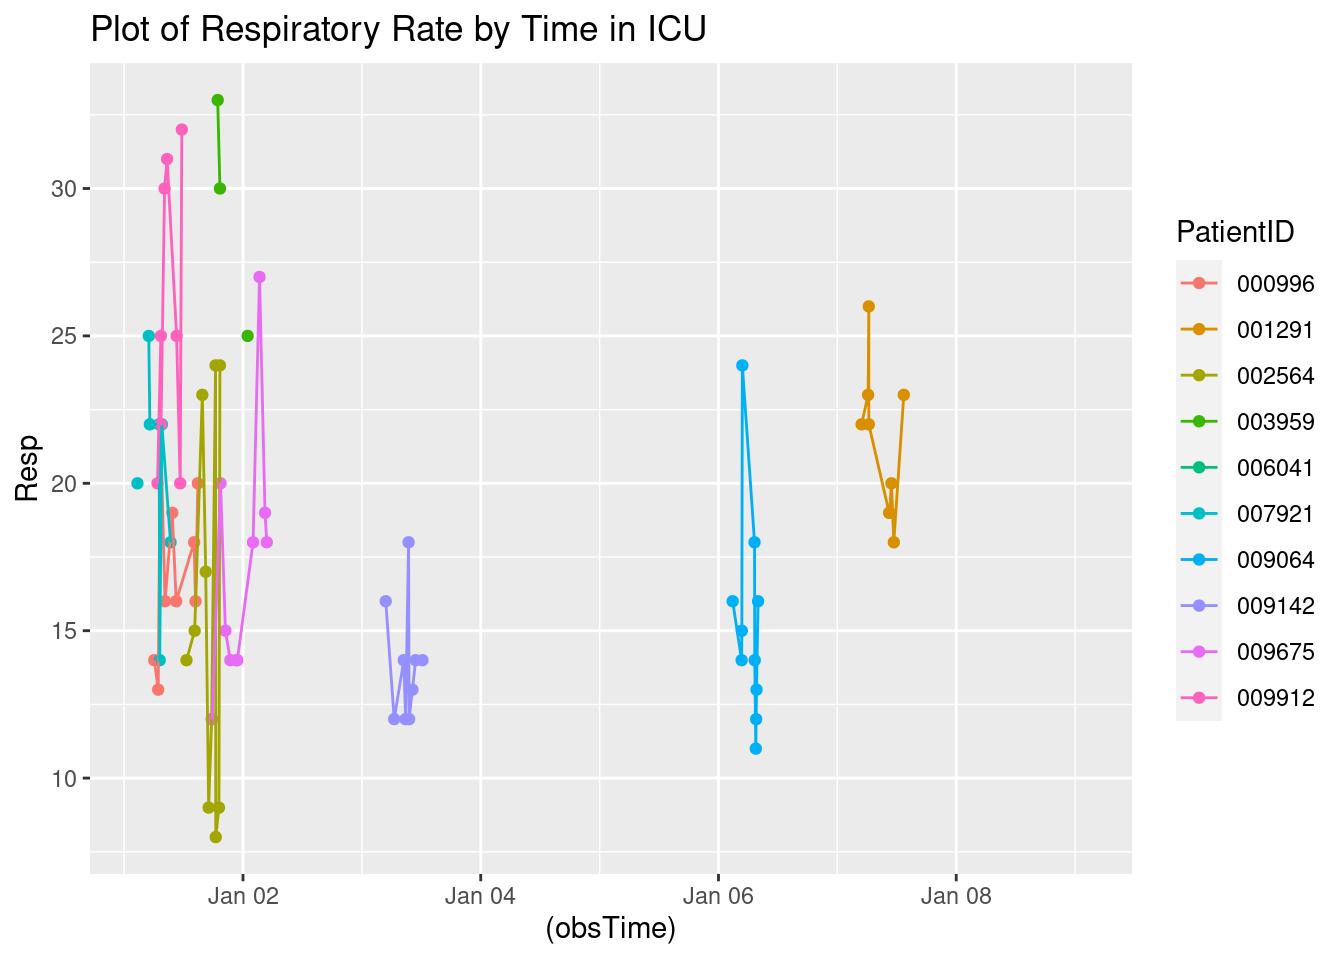 Plot of Respiratory Rate by Time in ICU
Resp
30
25
20
15
10
Jan 02
Jan 04
Jan 06
Jan 08
(obsTime)
PatientID
000996
001291
002564
003959
006041
007921
009064
009142
009675
009912